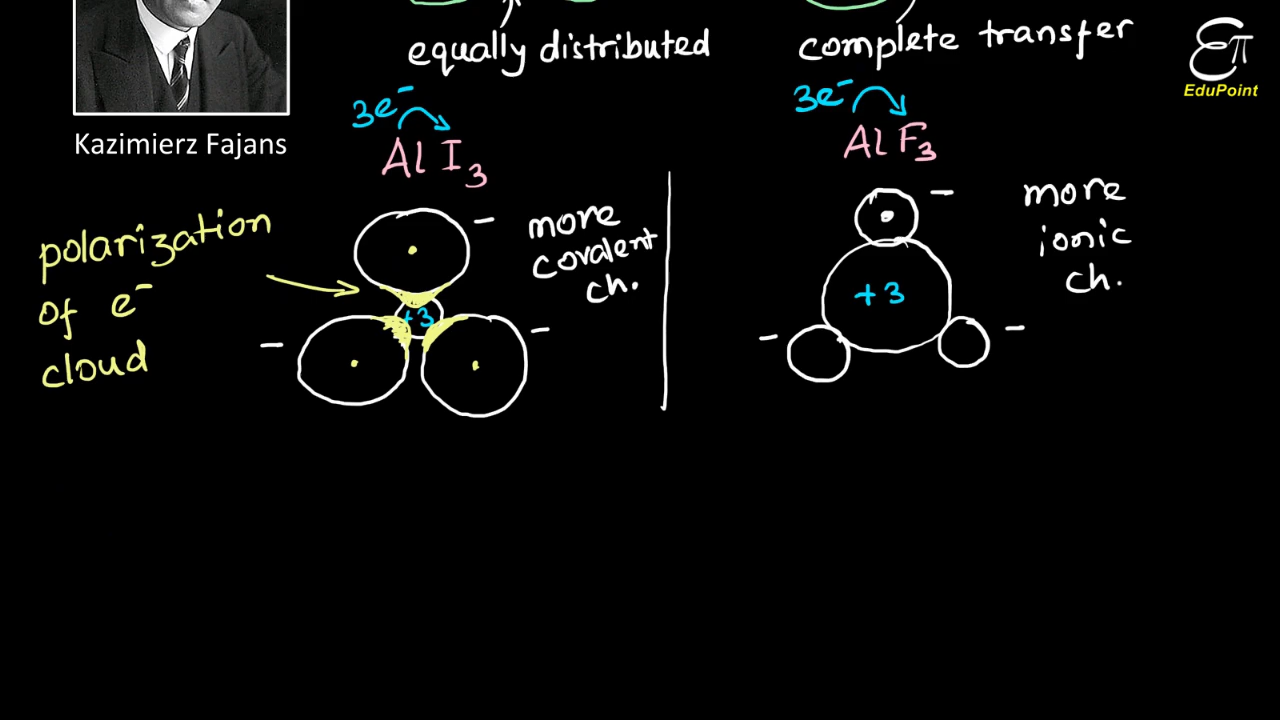 equally distributed
complete transfer
Επ
EduPoint
Kazimierz Fajans
3e⁻
Al I₃
3e⁻
Al F₃
polarization
of e⁻
cloud
−
+3
−
−
more
covalent
ch.
−
+3
−
−
more
ionic
ch.